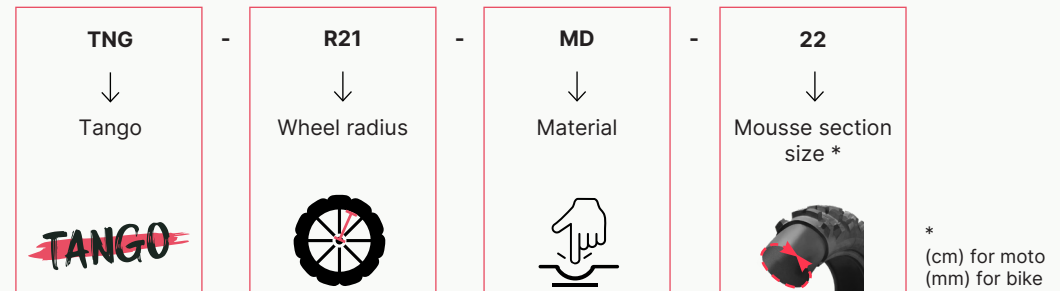 TNG - R21 - MD - 22
Tango
Wheel radius
Material
Mousse section
size *
TANGO
*
(cm) for moto
(mm) for bike